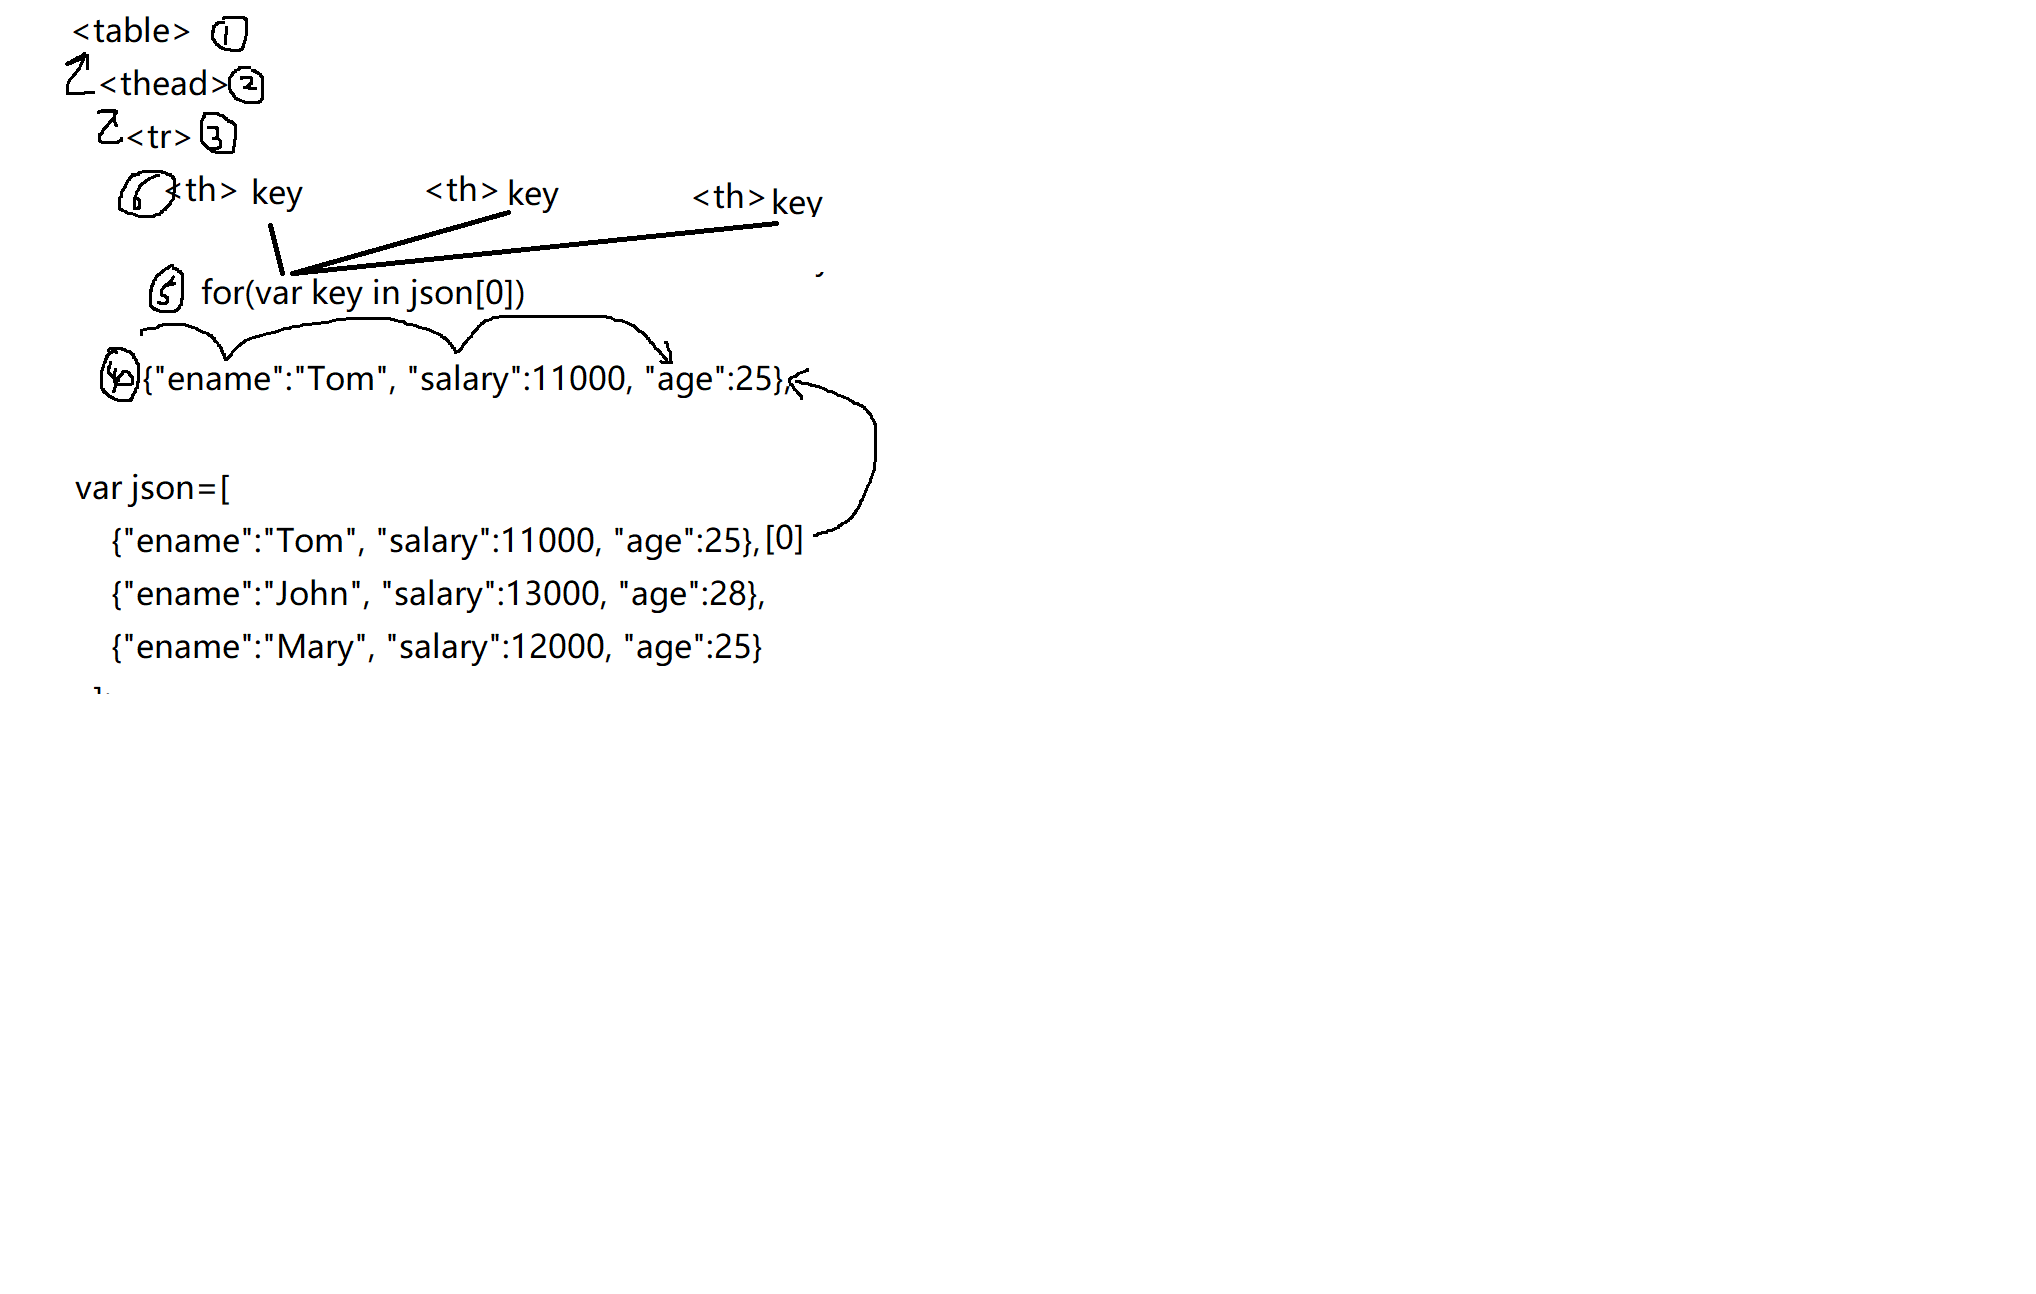 <table> ①
<thead> ②
<tr> ③
⑥ <th> key <th> key <th> key
⑤ for(var key in json[0])
④ {"ename":"Tom", "salary":11000, "age":25},
var json=[
{"ename":"Tom", "salary":11000, "age":25},[0]
{"ename":"John", "salary":13000, "age":28},
{"ename":"Mary", "salary":12000, "age":25}
];